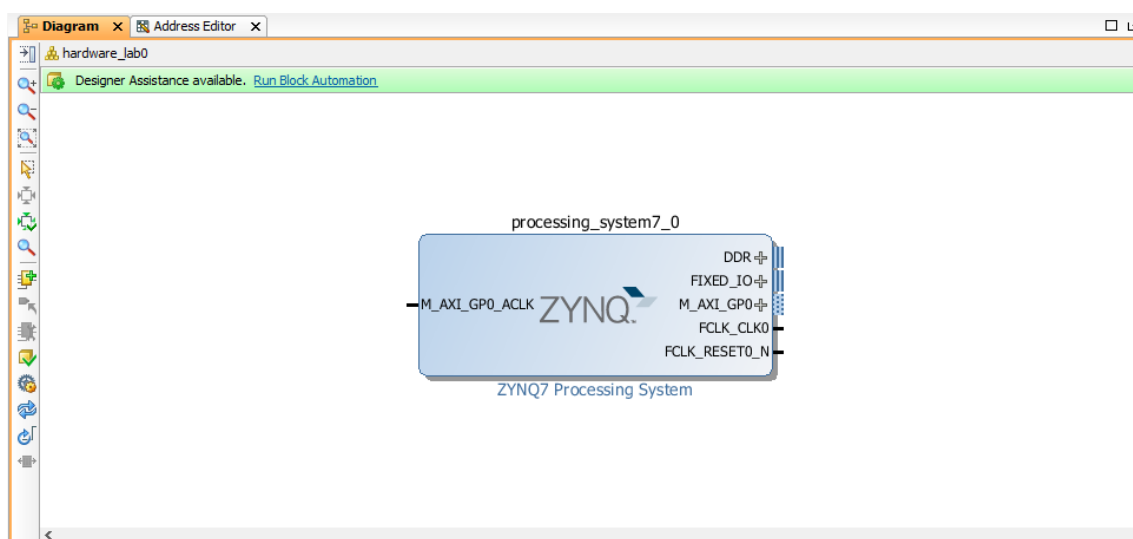 Diagram X Address Editor X
hardware_lab0
Designer Assistance available. Run Block Automation
processing_system7_0
DDR
FIXED_IO
M_AXI_GP0_ACLK ZYNQ M_AXI_GP0
FCLK_CLK0
FCLK_RESET0_N
ZYNQ7 Processing System